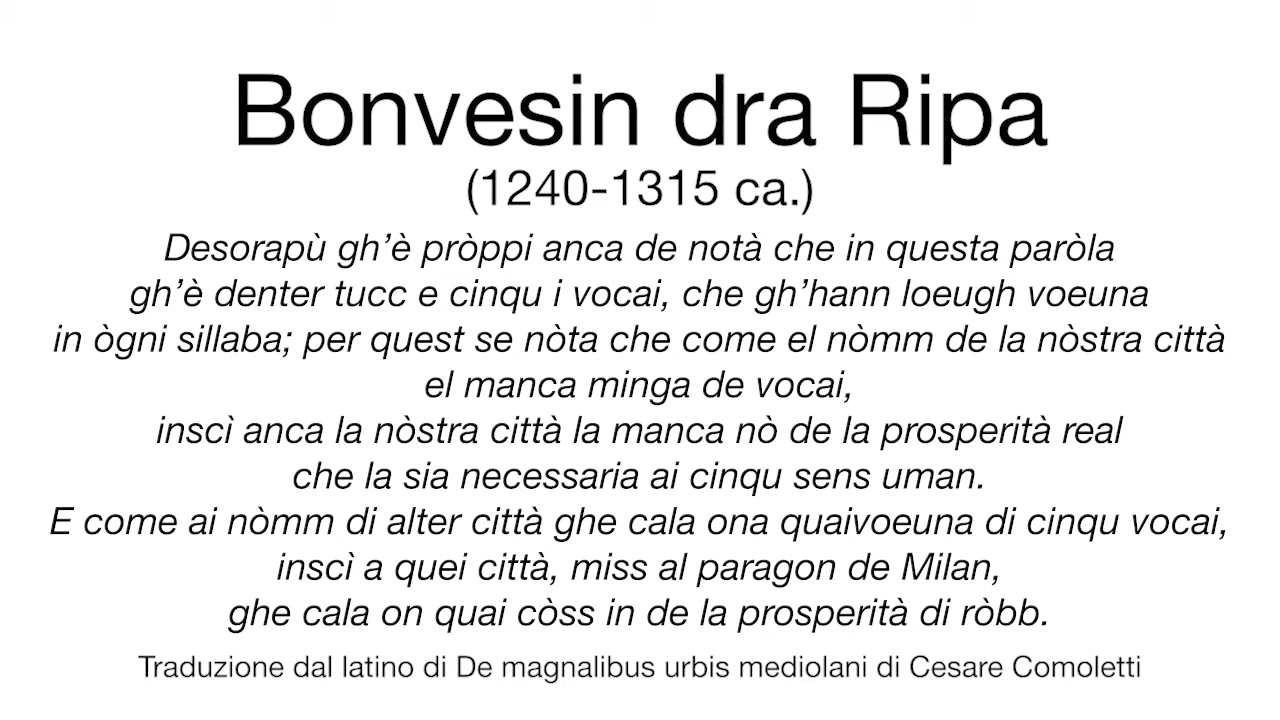 Bonvesin dra Ripa
(1240-1315 ca.)
Desorapù gh’è pròppi anca de notà che in questa paròla
gh’è denter tucc e cinqu i vocai, che gh’hann loeugh voeuna
in ògni sillaba; per quest se nòta che come el nòmm de la nòstra città
el manca minga de vocai,
inscì anca la nòstra città la manca nò de la prosperità real
che la sia necessaria ai cinqu sens uman.
E come ai nòmm di alter città ghe cala ona quaivoeuna di cinqu vocai,
inscì a quei città, miss al paragon de Milan,
ghe cala on quai còss in de la prosperità di ròbb.
Traduzione dal latino di De magnalibus urbis mediolani di Cesare Comoletti